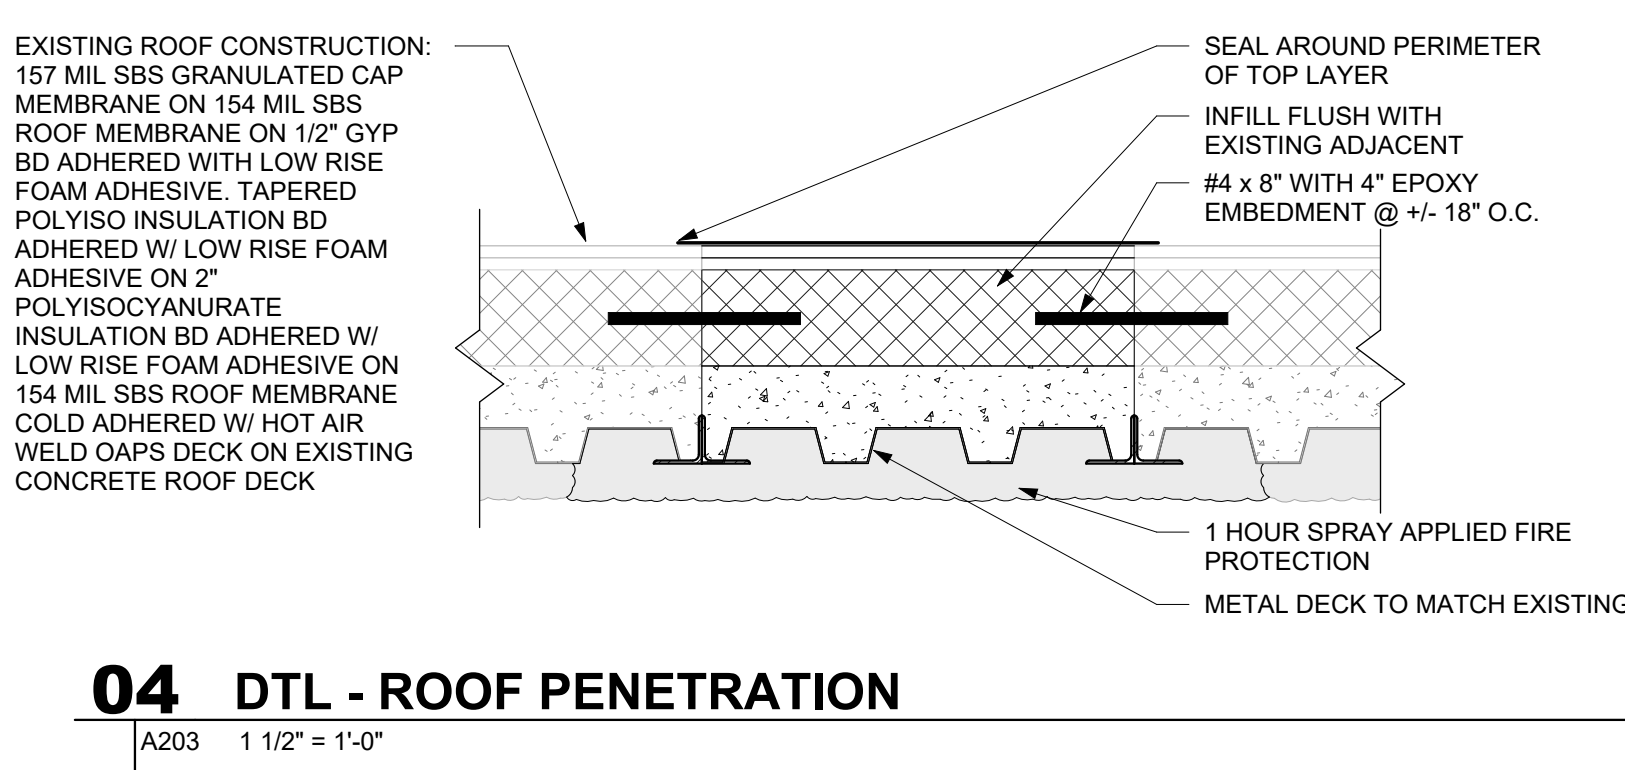 EXISTING ROOF CONSTRUCTION:
157 MIL SBS GRANULATED CAP
MEMBRANE ON 154 MIL SBS
ROOF MEMBRANE ON 1/2" GYP
BD ADHERED WITH LOW RISE
FOAM ADHESIVE. TAPERED
POLYISO INSULATION BD
ADHERED W/ LOW RISE FOAM
ADHESIVE ON 2"
POLYISOCYANURATE
INSULATION BD ADHERED W/
LOW RISE FOAM ADHESIVE ON
154 MIL SBS ROOF MEMBRANE
COLD ADHERED W/ HOT AIR
WELD OAPS DECK ON EXISTING
CONCRETE ROOF DECK
SEAL AROUND PERIMETER
OF TOP LAYER
INFILL FLUSH WITH
EXISTING ADJACENT
#4 x 8" WITH 4" EPOXY
EMBEDMENT @ +/- 18" O.C.
1 HOUR SPRAY APPLIED FIRE
PROTECTION
METAL DECK TO MATCH EXISTING
04 DTL - ROOF PENETRATION
A203 1 1/2" = 1'-0"